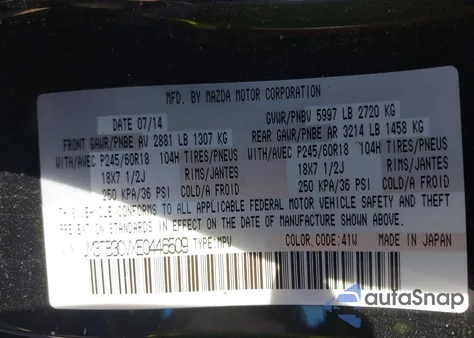 MFD. BY MAZDA MOTOR CORPORATION
DATE 07/14 GVWR/PNBV 5997 LB 2720 KG
FRONT GAWR/PNBE AV 2881 LB 1307 KG REAR GAWR/PNBE AR 3214 LB 1458 KG
WITH/AVEC P245/60R18 104H TIRES/PNEUS WITH/AVEC P245/60R18 104H TIRES/PNEUS
18X7 1/2J RIMS/JANTES 18X7 1/2J RIMS/JANTES
250 KPA/36 PSI COLD/A FROID 250 KPA/36 PSI COLD/A FROID
THIS VEHICLE CONFORMS TO ALL APPLICABLE FEDERAL MOTOR VEHICLE SAFETY AND THEFT
PREVENTION STANDARDS IN EFFECT ON THE DATE OF MANUFACTURE SHOWN ABOVE.
TYPE:MPV COLOR CODE:41W MADE IN JAPAN
autaSnap